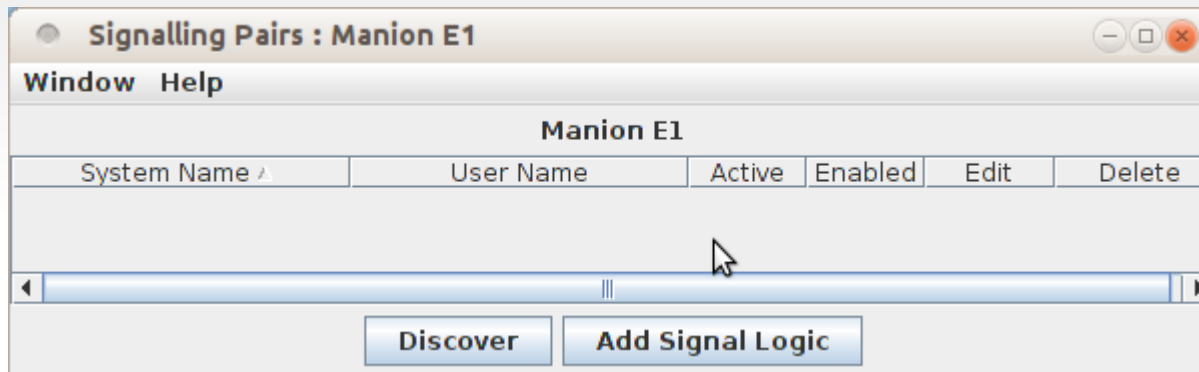 Signalling Pairs : Manion E1
Window Help
Manion E1
System Name User Name Active Enabled Edit Delete
Discover Add Signal Logic